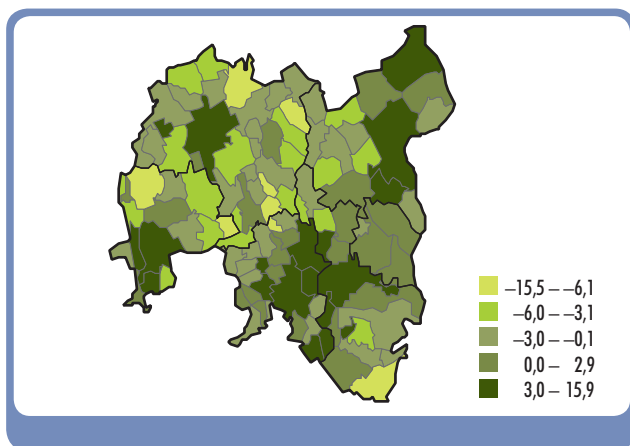 –15,5 – –6,1
–6,0 – –3,1
–3,0 – –0,1
0,0 – 2,9
3,0 – 15,9